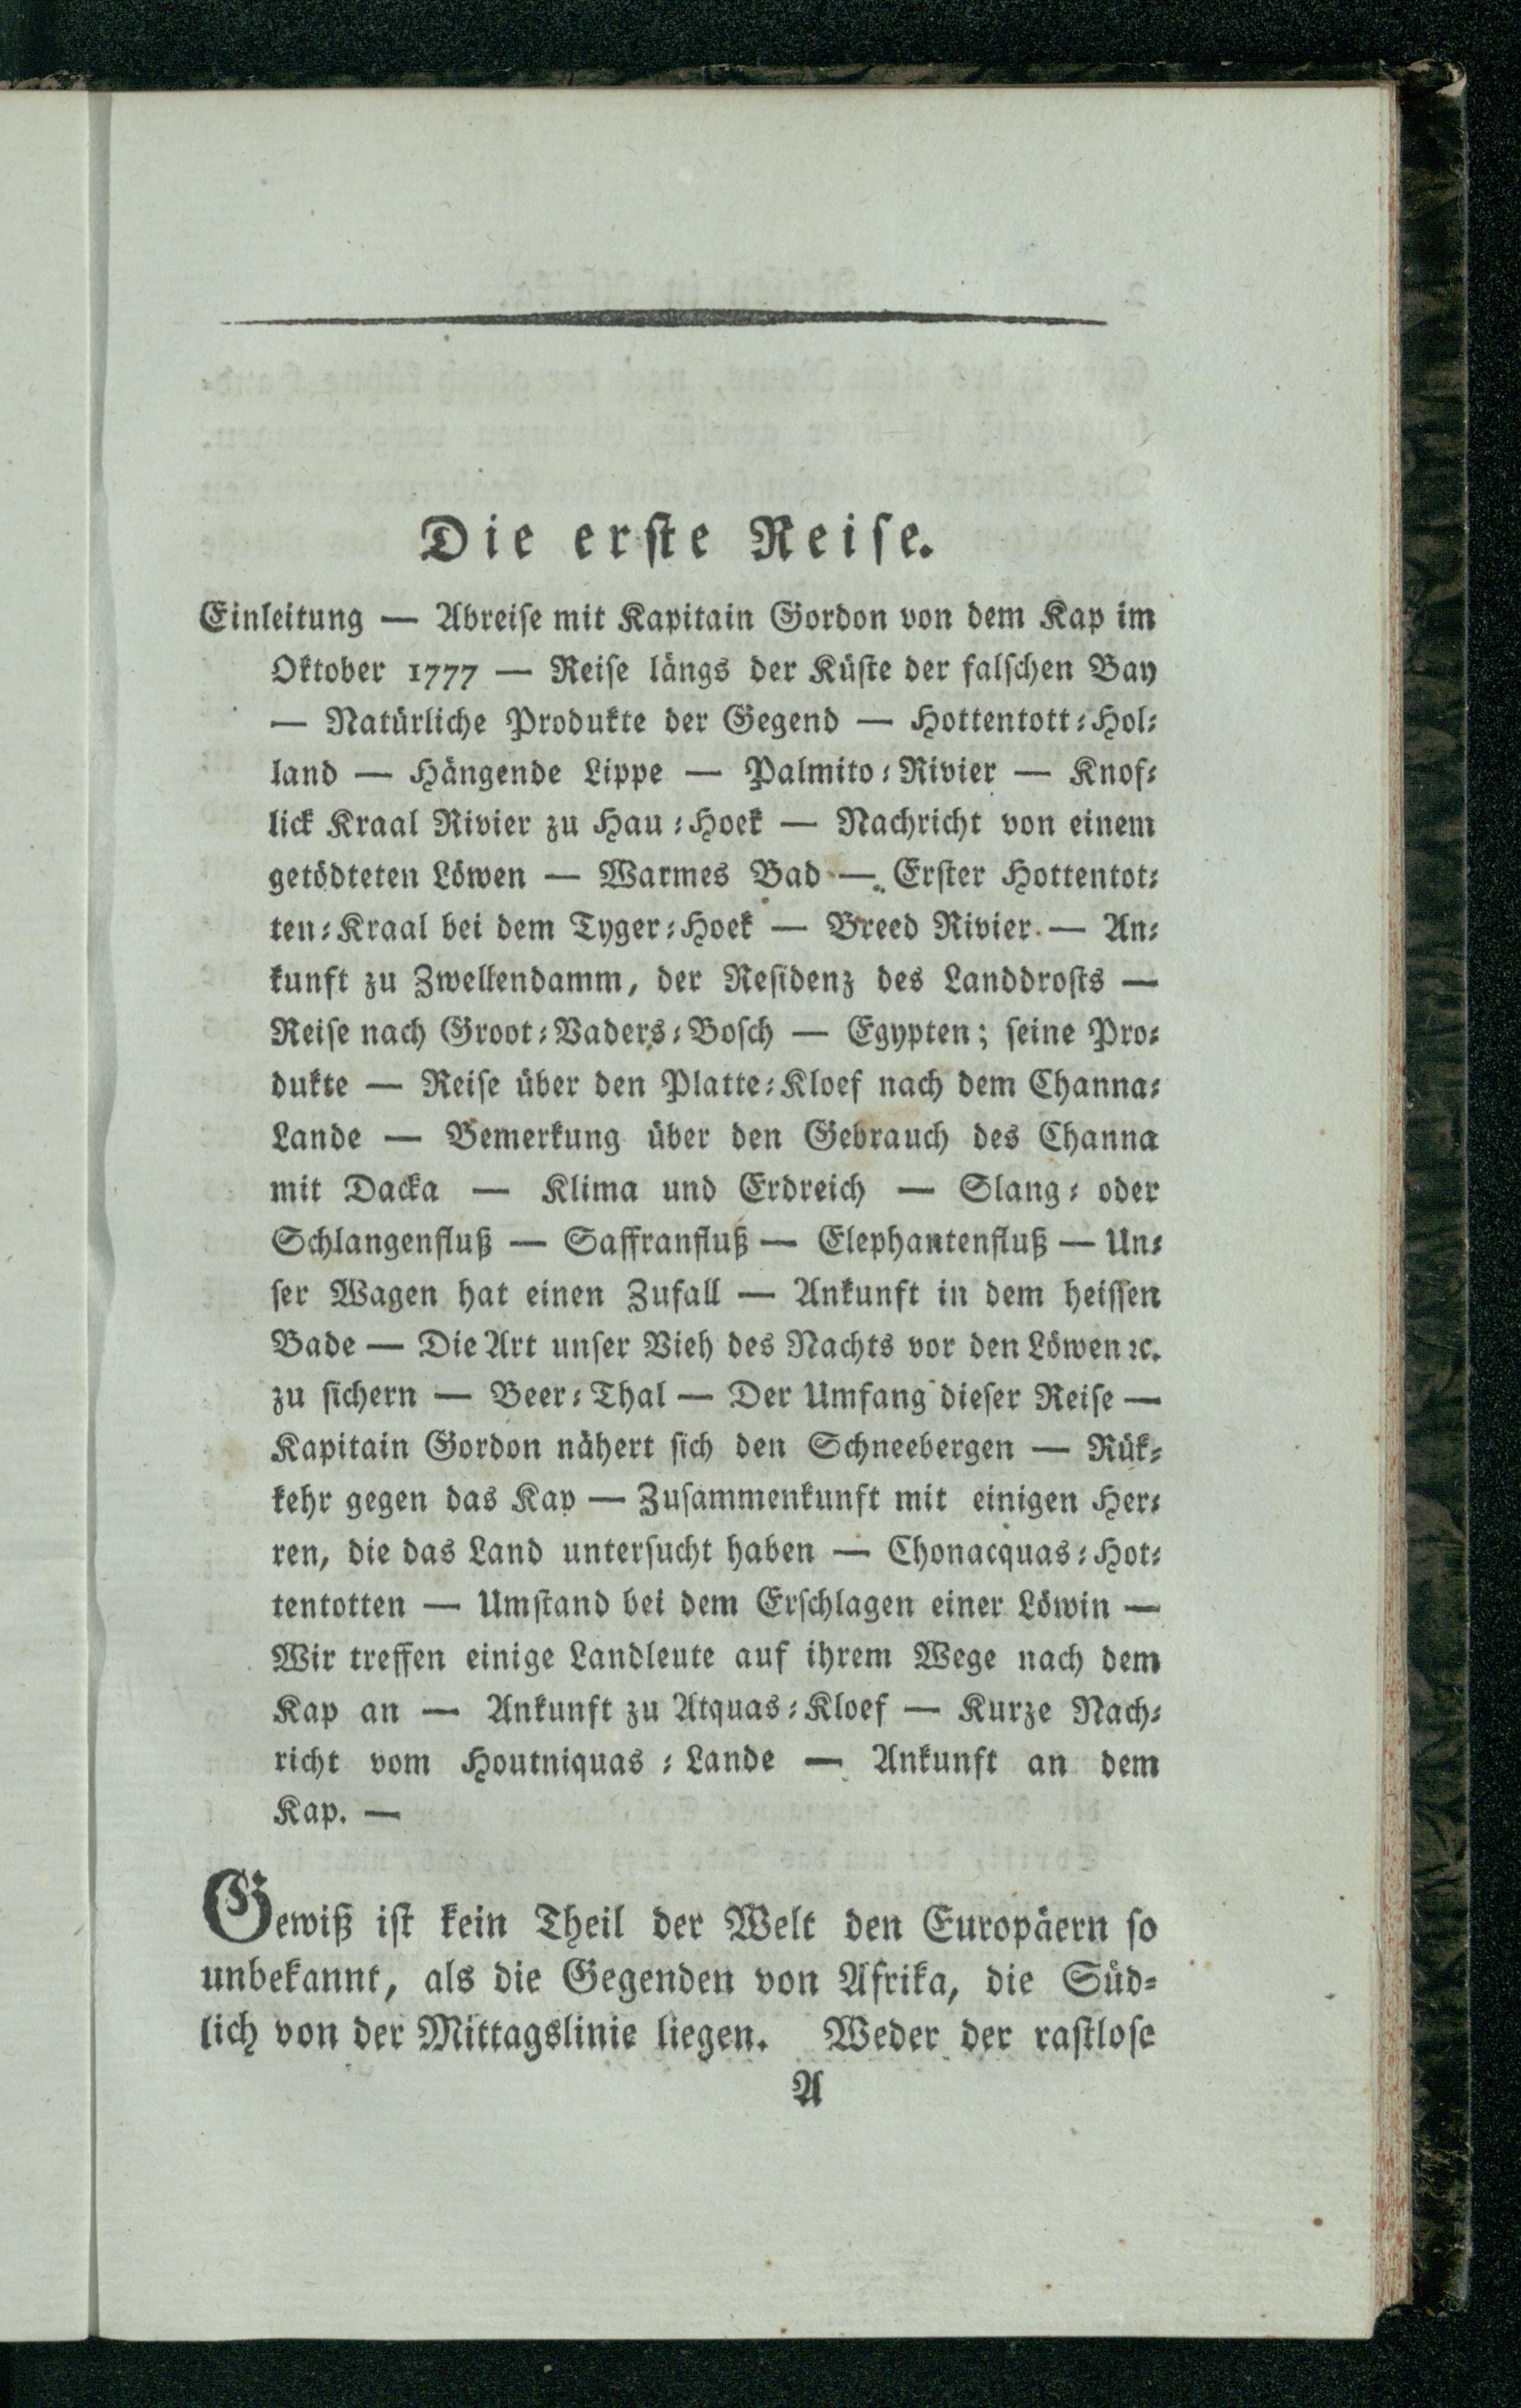 Die erste Reise.
Einleitung — Abreise mit Kapitain Gordon von dem Kap im
Oktober 1777 — Reise längs der Küste der falschen Bay
— Natürliche Produkte der Gegend — Hottentott-Hol-
land — Hängende Lippe — Palmito-Rivier — Knof-
lick Kraal Rivier zu Hau-Hoek — Nachricht von einem
getödteten Löwen — Warmes Bad — Erster Hottentot-
ten-Kraal bei dem Tyger-Hoek — Breed Rivier — An-
kunft zu Zwellendamm, der Residenz des Landdrosts —
Reise nach Groot-Vaders-Bosch — Egypten; seine Pro-
dukte — Reise über den Platte-Kloef nach dem Channa-
Lande — Bemerkung über den Gebrauch des Channa
mit Dacka — Klima und Erdreich — Slang- oder
Schlangenfluß — Saffranfluß — Elephantenfluß — Un-
ser Wagen hat einen Zufall — Ankunft in dem heissen
Bade — Die Art unser Vieh des Nachts vor den Löwen ꝛc.
zu sichern — Beer-Thal — Der Umfang dieser Reise —
Kapitain Gordon nähert sich den Schneebergen — Rük-
kehr gegen das Kap — Zusammenkunft mit einigen Her-
ren, die das Land untersucht haben — Chonacquas-Hot-
tentotten — Umstand bei dem Erschlagen einer Löwin —
Wir treffen einige Landleute auf ihrem Wege nach dem
Kap an — Ankunft zu Atquas-Kloef — Kurze Nach-
richt vom Houtniquas-Lande — Ankunft an dem
Kap. —
Gewiß ist kein Theil der Welt den Europäern so
unbekannt, als die Gegenden von Afrika, die Süd-
lich von der Mittagslinie liegen. Weder der rastlose
A